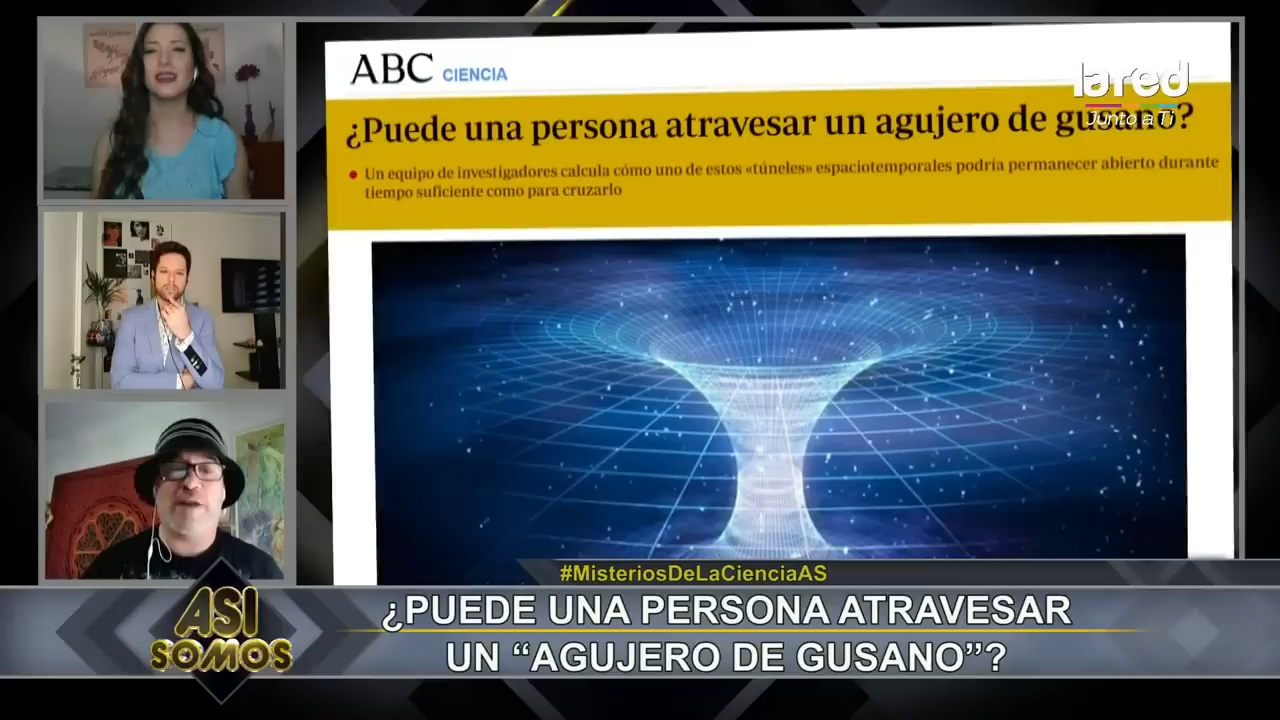 ABC CIENCIA
lared
Junto a Ti
¿Puede una persona atravesar un agujero de gusano?
Un equipo de investigadores calcula cómo uno de estos «túneles» espaciotemporales podría permanecer abierto durante
tiempo suficiente como para cruzarlo
#MisteriosDeLaCienciaAS
ASI
SOMOS
¿PUEDE UNA PERSONA ATRAVESAR
UN “AGUJERO DE GUSANO”?